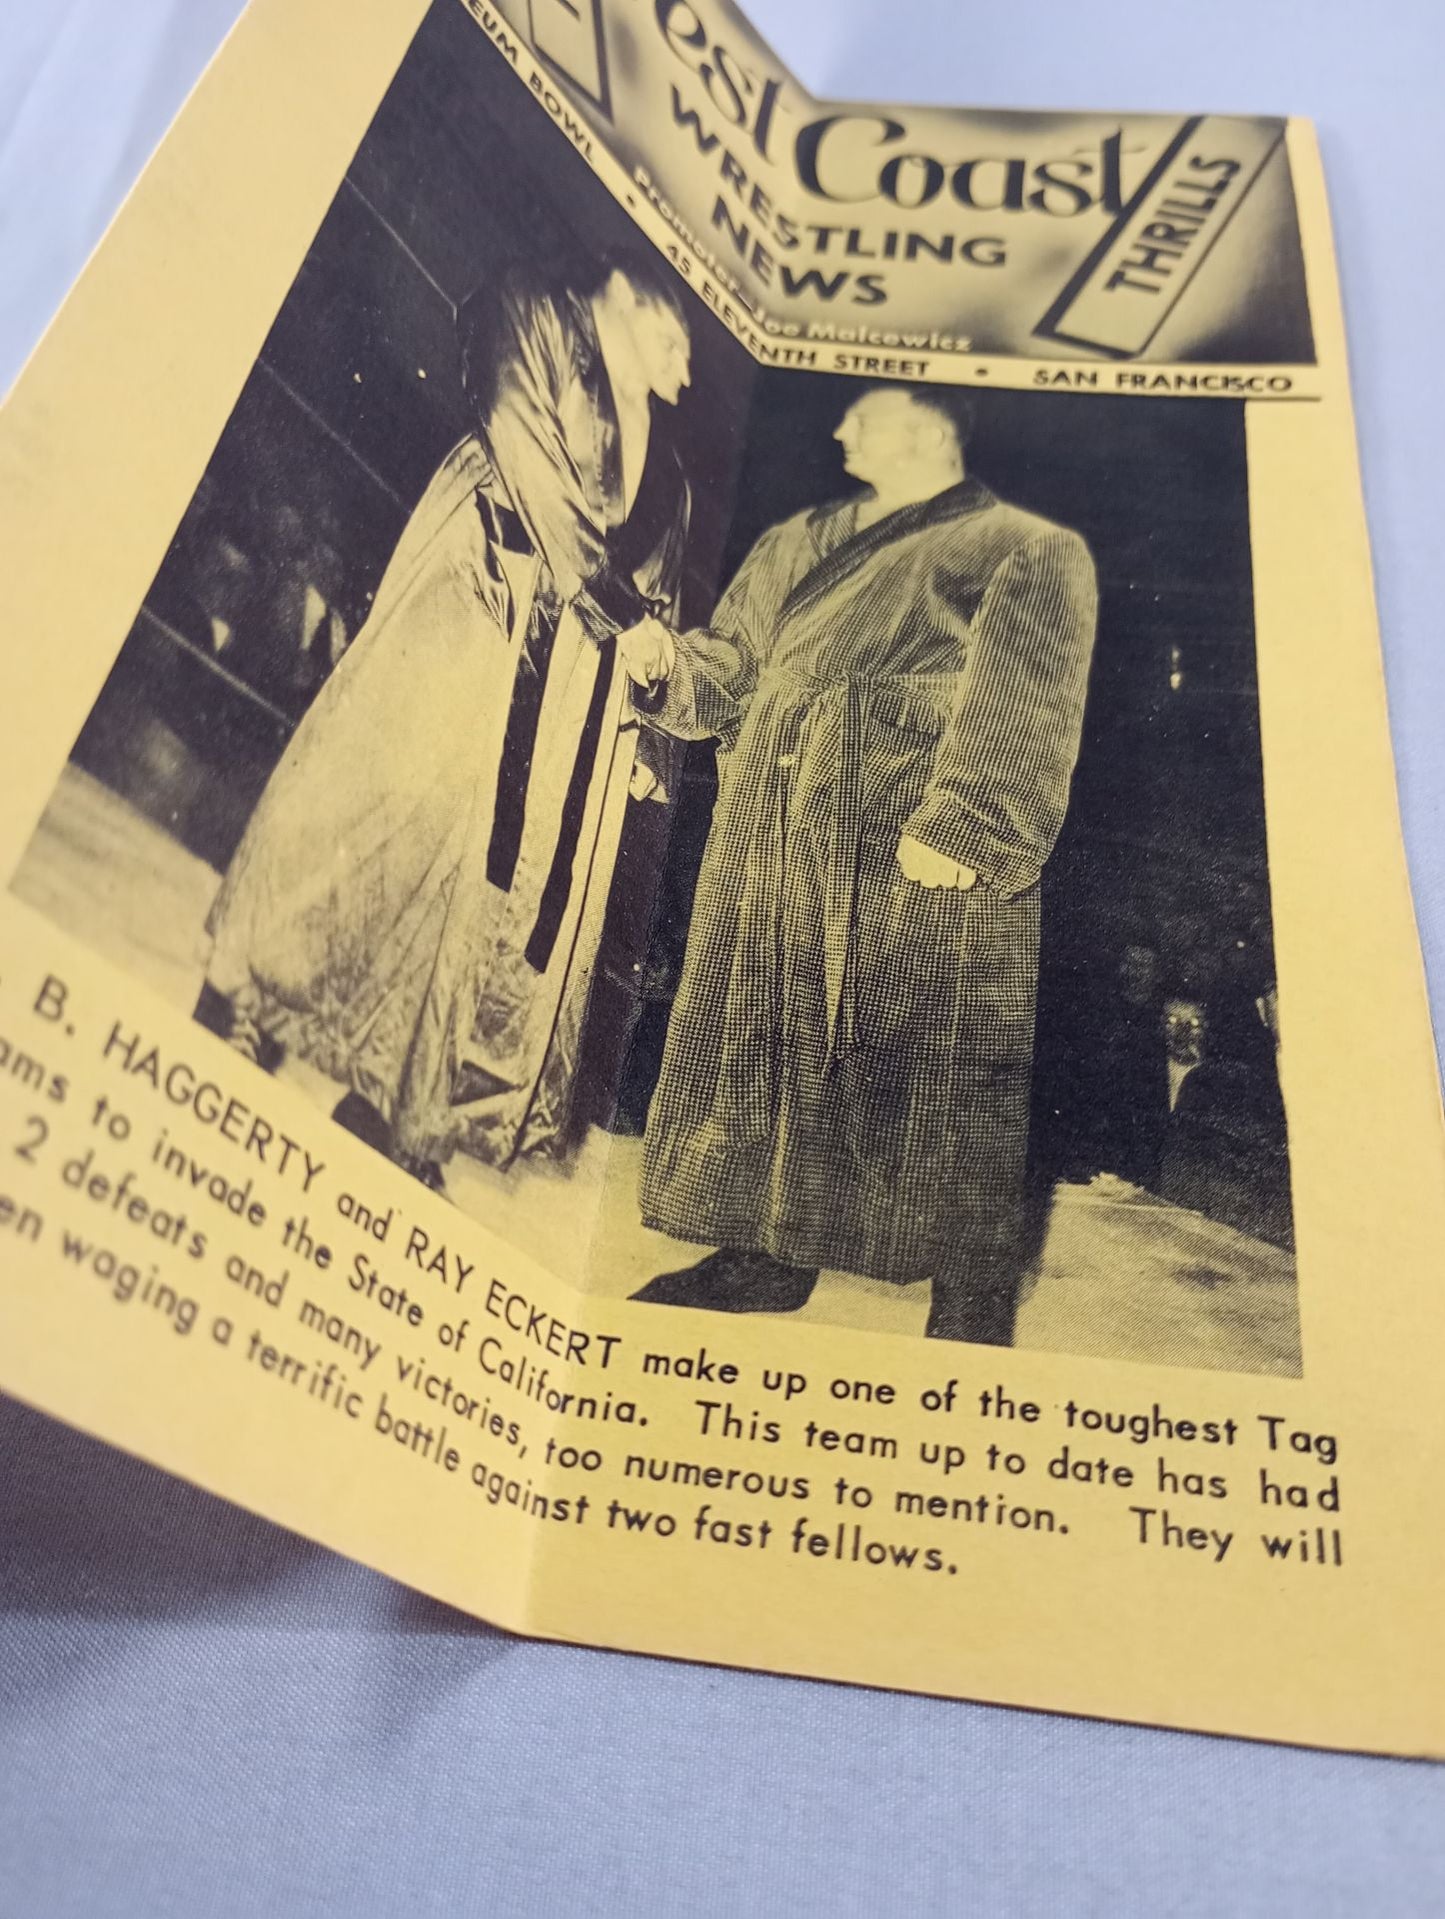 est Coast
WRESTLING
NEWS
THRILLS
Promoter - Joe Malcewicz
EUM BOWL • 45 ELEVENTH STREET • SAN FRANCISCO
B. HAGGERTY and RAY ECKERT make up one of the toughest Tag
ams to invade the State of California. This team up to date has had
2 defeats and many victories, too numerous to mention. They will
en waging a terrific battle against two fast fellows.